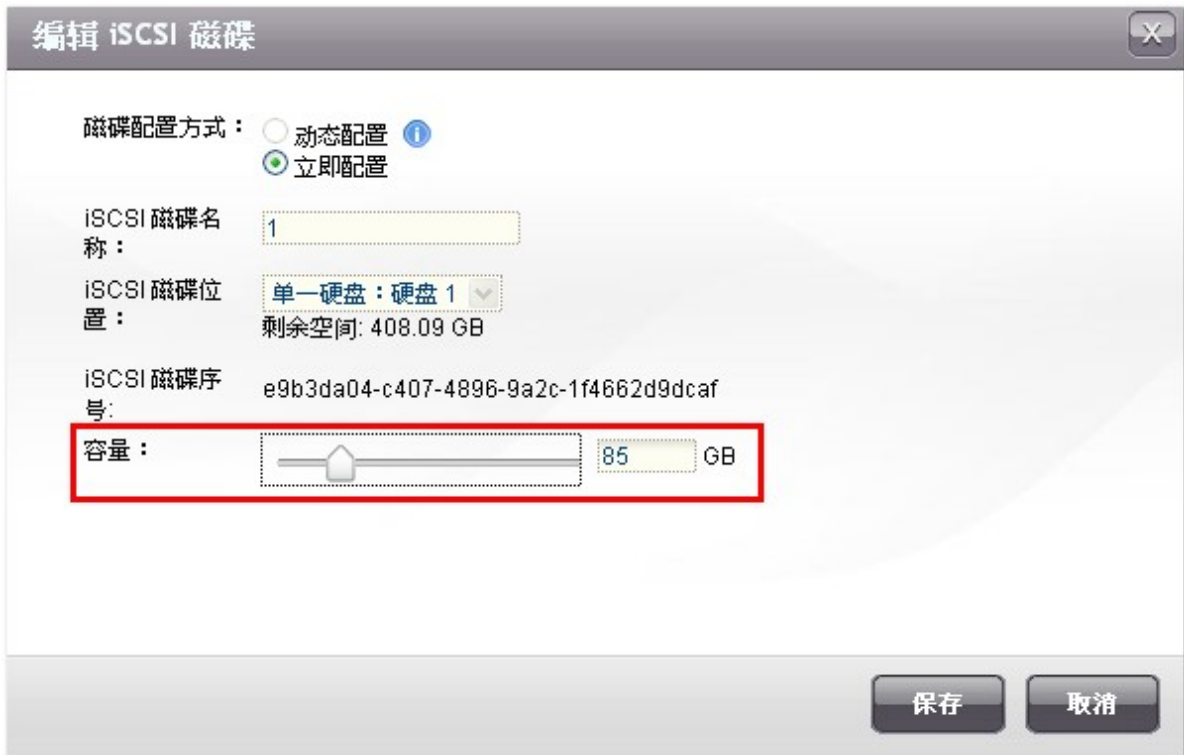 编辑 iSCSI 磁碟
X
磁碟配置方式：
动态配置
立即配置
iSCSI 磁碟名
称：
1
iSCSI 磁碟位
置：
单一硬盘：硬盘 1
剩余空间: 408.09 GB
iSCSI 磁碟序
号:
e9b3da04-c407-4896-9a2c-1f4662d9dcaf
容量：
85 GB
保存
取消